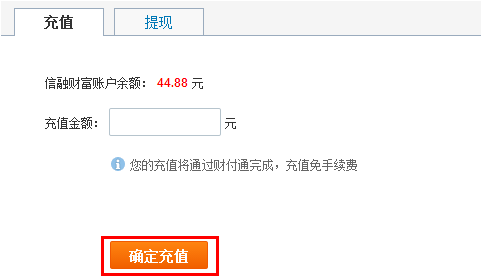 充值 提现
信融财富账户余额： 44.88 元
充值金额： 元
您的充值将通过财付通完成，充值免手续费
确定充值